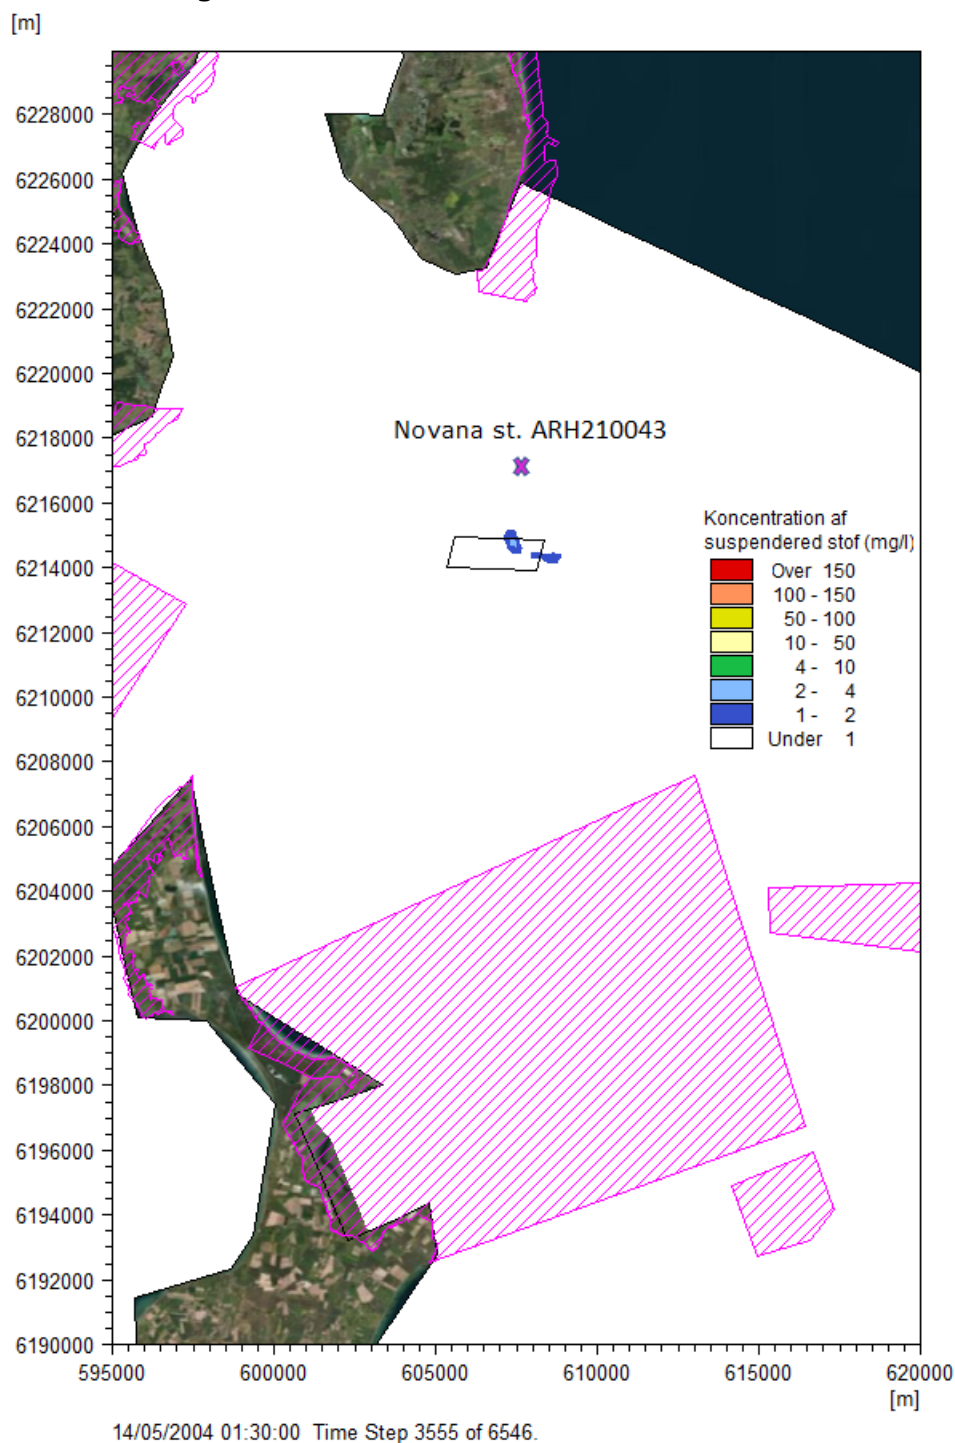 [m]
6228000
6226000
6224000
6222000
6220000
6218000
6216000
6214000
6212000
6210000
6208000
6206000
6204000
6202000
6200000
6198000
6196000
6194000
6192000
6190000
Novana st. ARH210043
Koncentration af
suspendered stof (mg/l)
Over 150
100 - 150
50 - 100
10 - 50
4 - 10
2 - 4
1 - 2
Under 1
595000 600000 605000 610000 615000 620000
[m]
14/05/2004 01:30:00 Time Step 3555 of 6546.